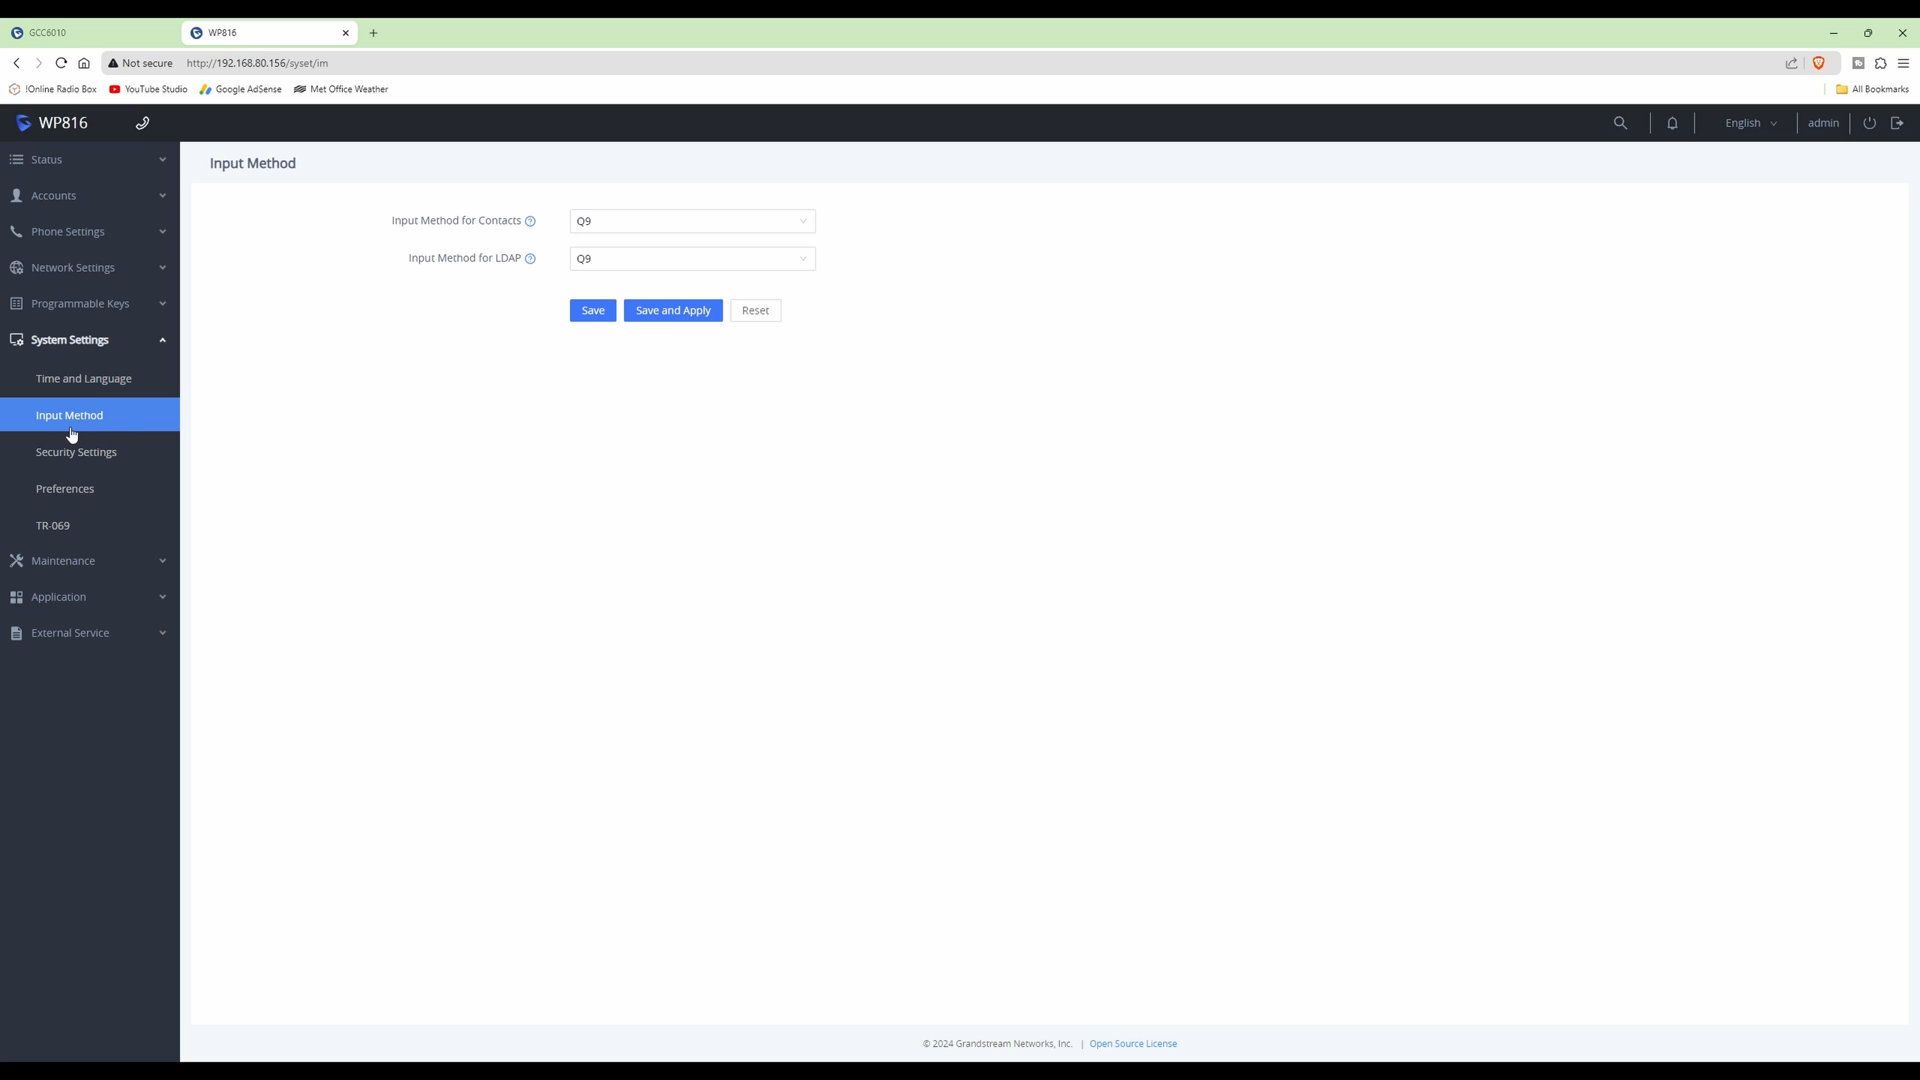 GCC6010
WP816
Not secure http://192.168.80.156/syset/im
!Online Radio Box YouTube Studio Google AdSense Met Office Weather All Bookmarks
WP816 English admin
Status
Accounts
Phone Settings
Network Settings
Programmable Keys
System Settings
Time and Language
Input Method
Security Settings
Preferences
TR-069
Maintenance
Application
External Service
Input Method
Input Method for Contacts Q9
Input Method for LDAP Q9
Save Save and Apply Reset
© 2024 Grandstream Networks, Inc. | Open Source License